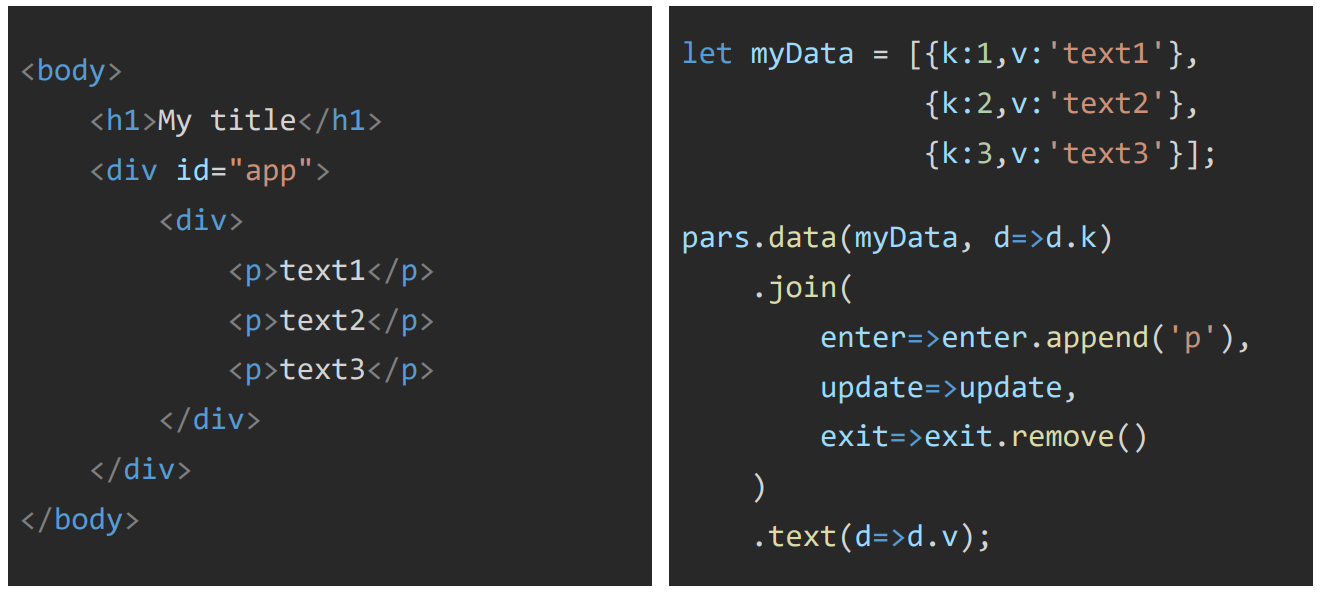 <body>
    <h1>My title</h1>
    <div id="app">
        <div>
            <p>text1</p>
            <p>text2</p>
            <p>text3</p>
        </div>
    </div>
</body>
let myData = [{k:1,v:'text1'},
              {k:2,v:'text2'},
              {k:3,v:'text3'}];
pars.data(myData, d=>d.k)
    .join(
        enter=>enter.append('p'),
        update=>update,
        exit=>exit.remove()
    )
    .text(d=>d.v);